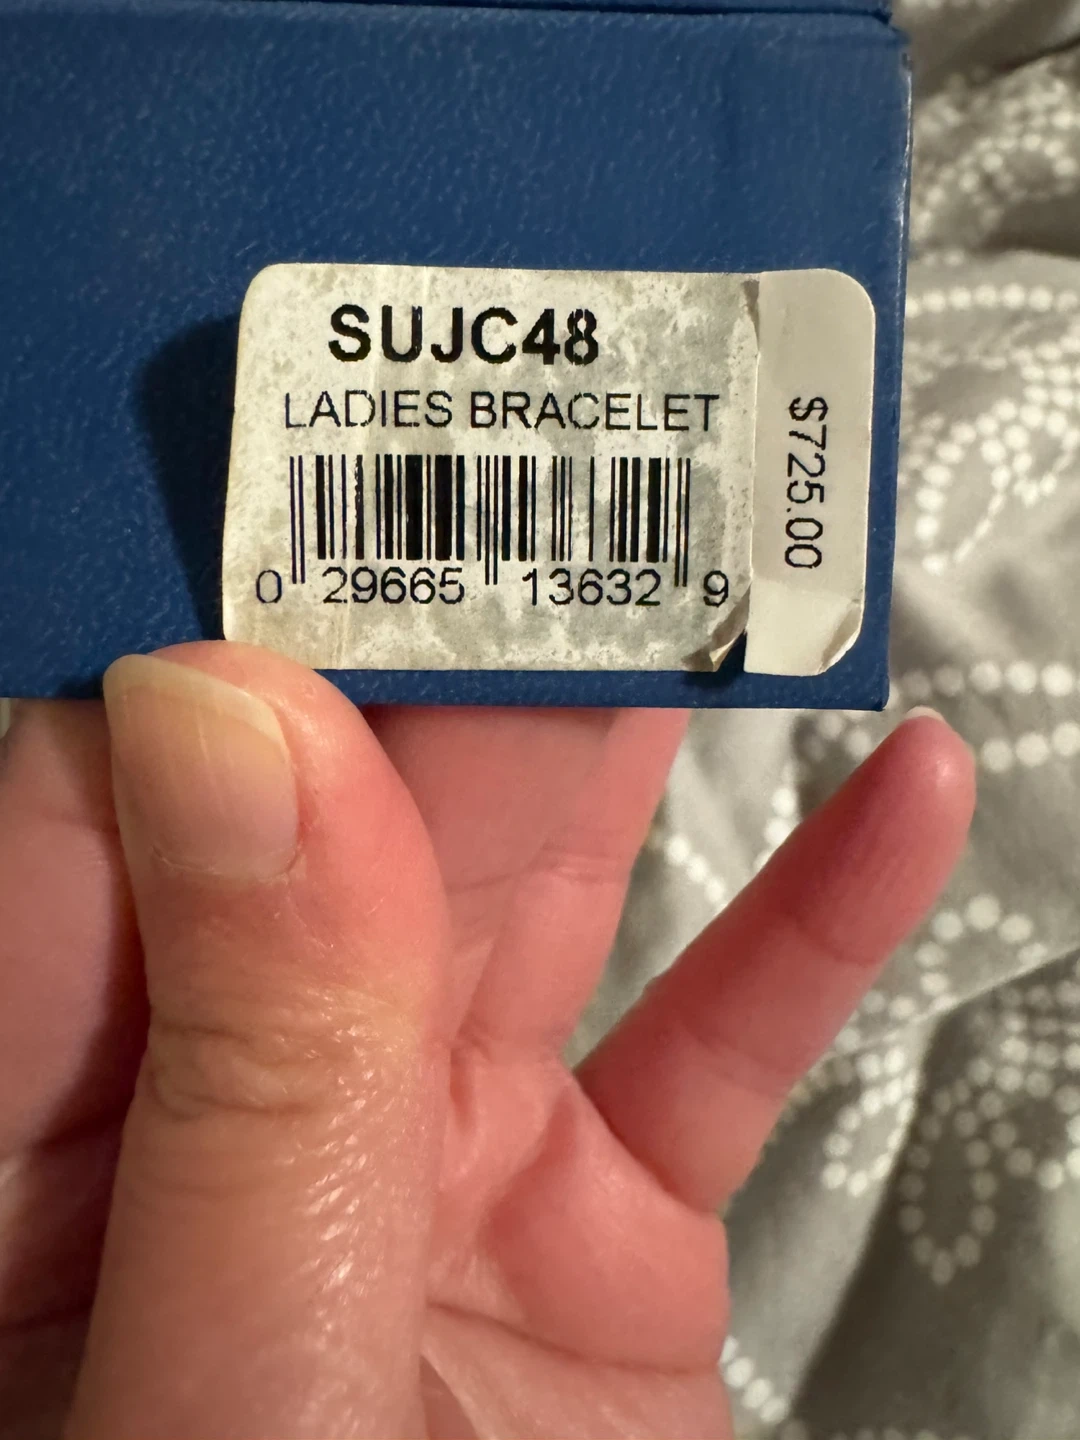 SUJC48
LADIES BRACELET
0 29665 13632 9
$725.00